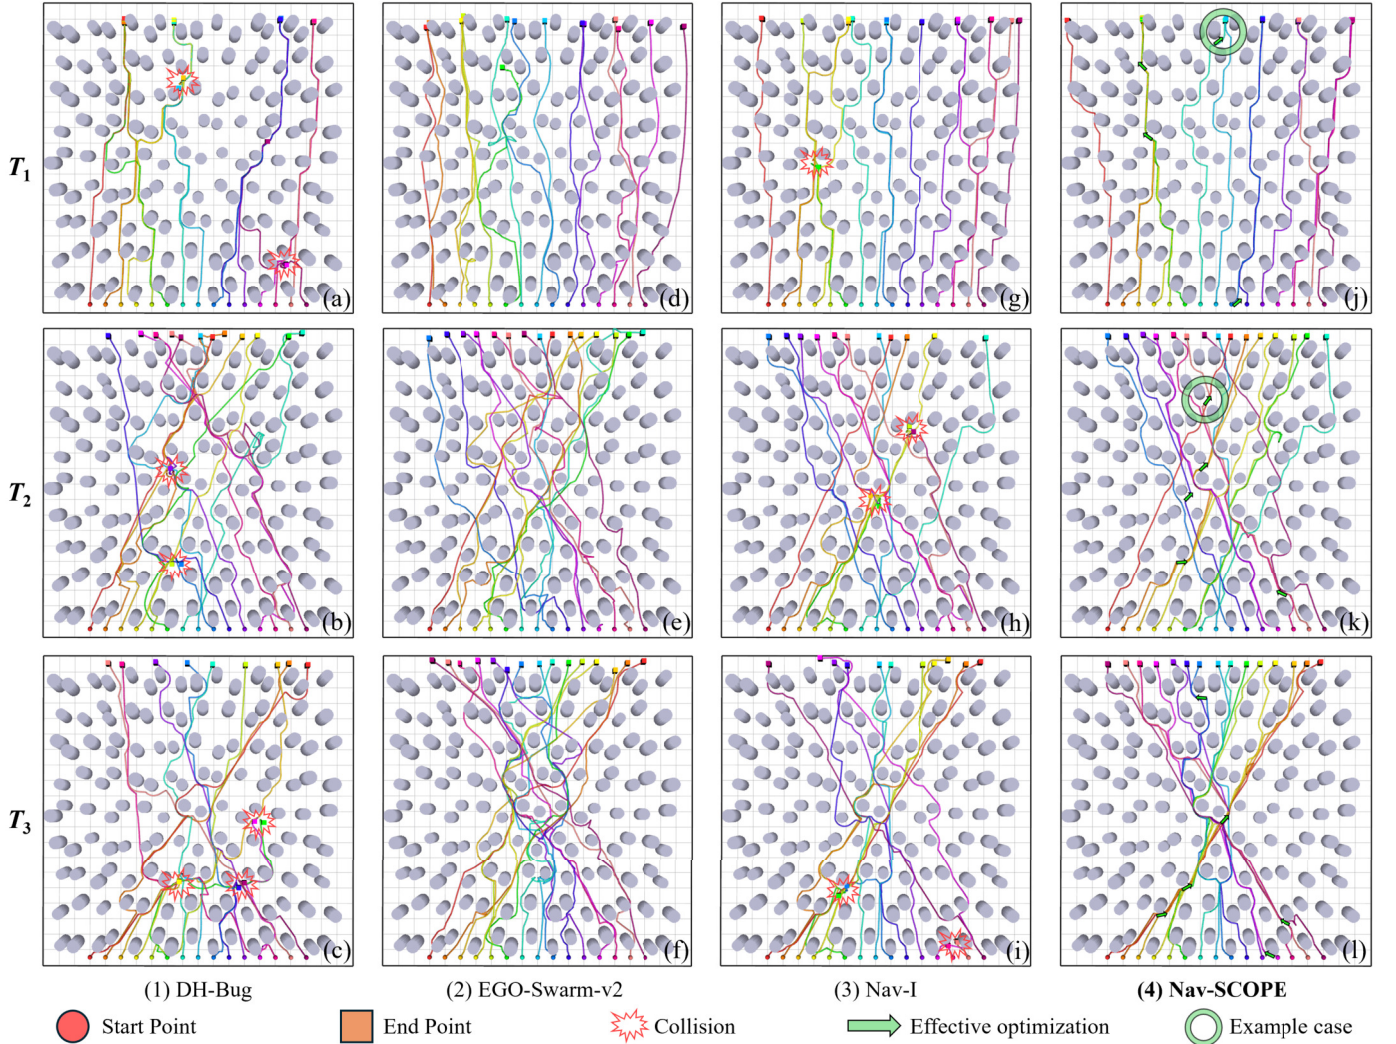 T1
(a)
(d)
(g)
(j)
T2
(b)
(e)
(h)
(k)
T3
(c)
(f)
(i)
(l)
(1) DH-Bug
(2) EGO-Swarm-v2
(3) Nav-I
(4) Nav-SCOPE
Start Point
End Point
Collision
Effective optimization
Example case